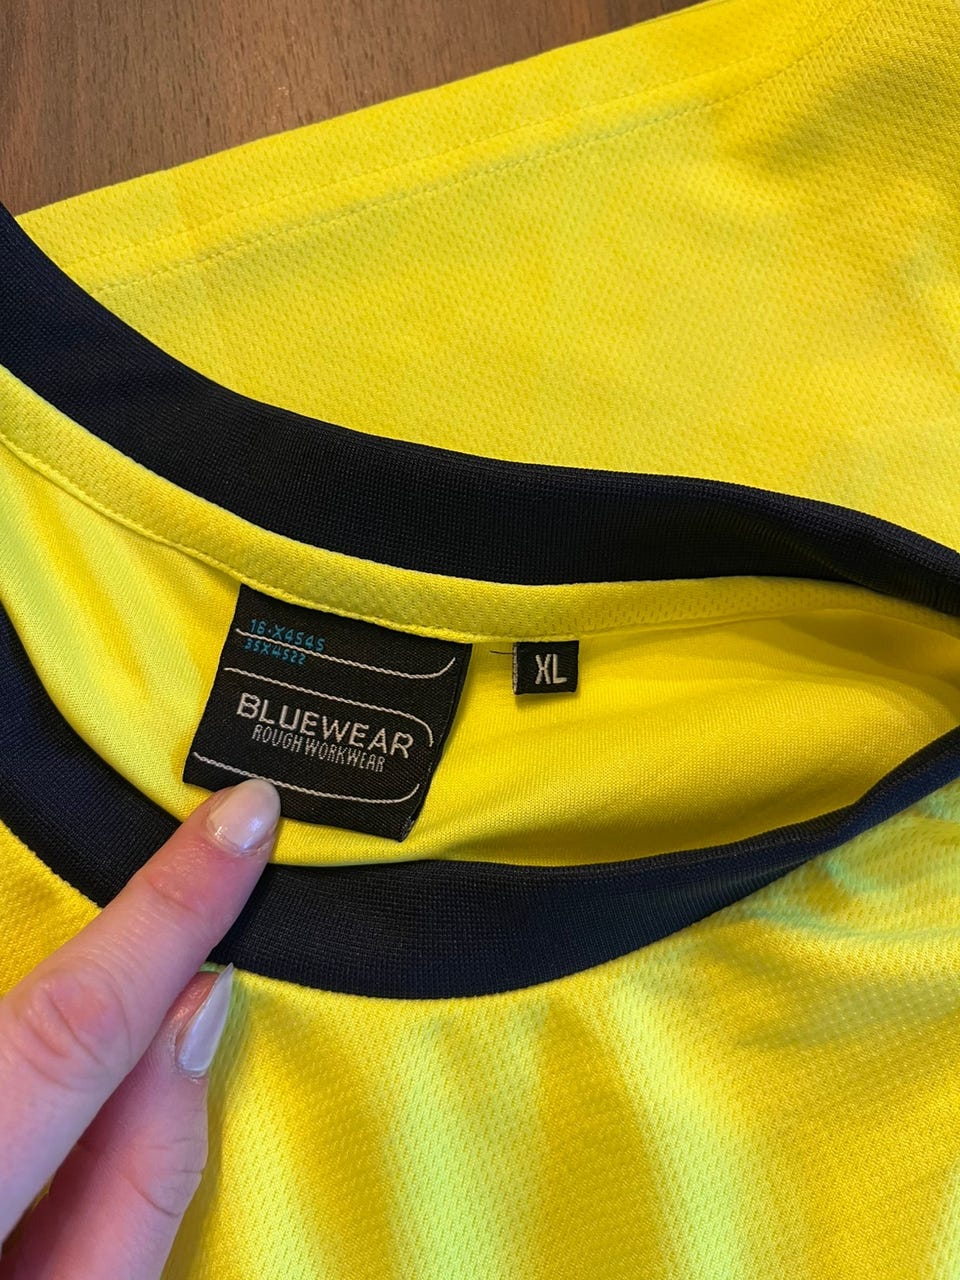 16·X4545
35X4522
BLUEWEAR
ROUGH WORKWEAR
XL